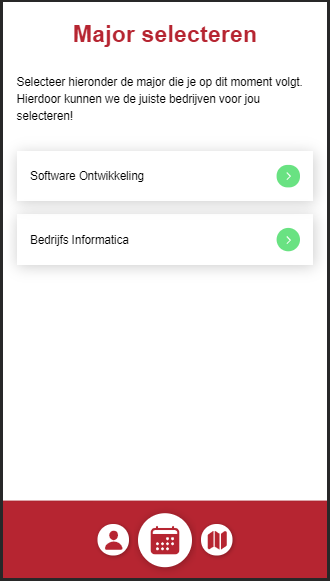 Major selecteren
Selecteer hieronder de major die je op dit moment volgt.
Hierdoor kunnen we de juiste bedrijven voor jou
selecteren!
Software Ontwikkeling
Bedrijfs Informatica